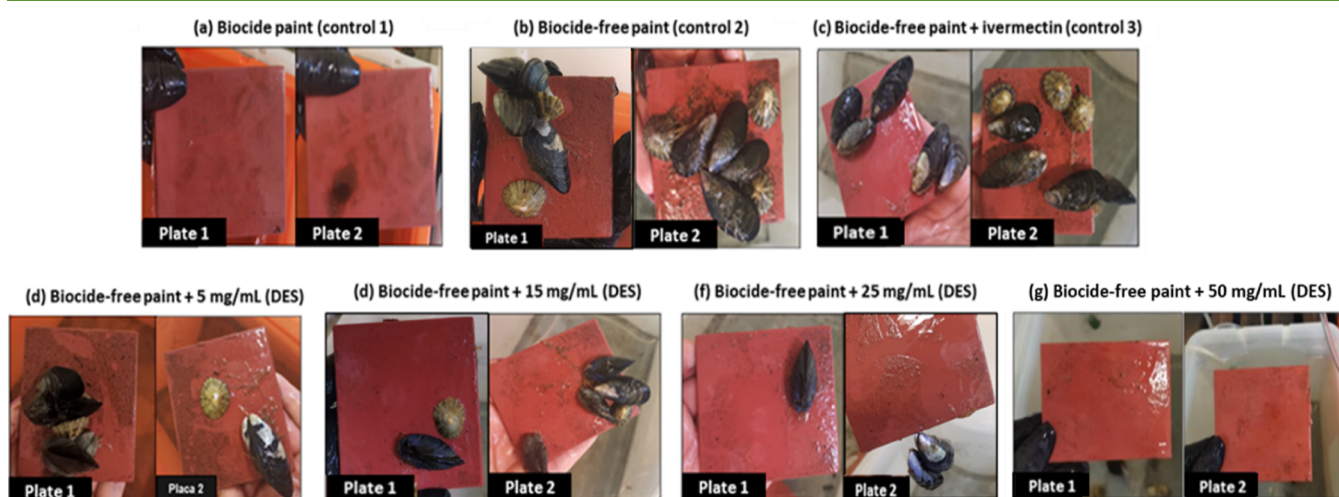 (a) Biocide paint (control 1)
(b) Biocide-free paint (control 2)
(c) Biocide-free paint + ivermectin (control 3)
Plate 1
Plate 2
Plate 1
Plate 2
Plate 1
Plate 2
(d) Biocide-free paint + 5 mg/mL (DES)
(d) Biocide-free paint + 15 mg/mL (DES)
(f) Biocide-free paint + 25 mg/mL (DES)
(g) Biocide-free paint + 50 mg/mL (DES)
Plate 1
Placa 2
Plate 1
Plate 2
Plate 1
Plate 2
Plate 1
Plate 2